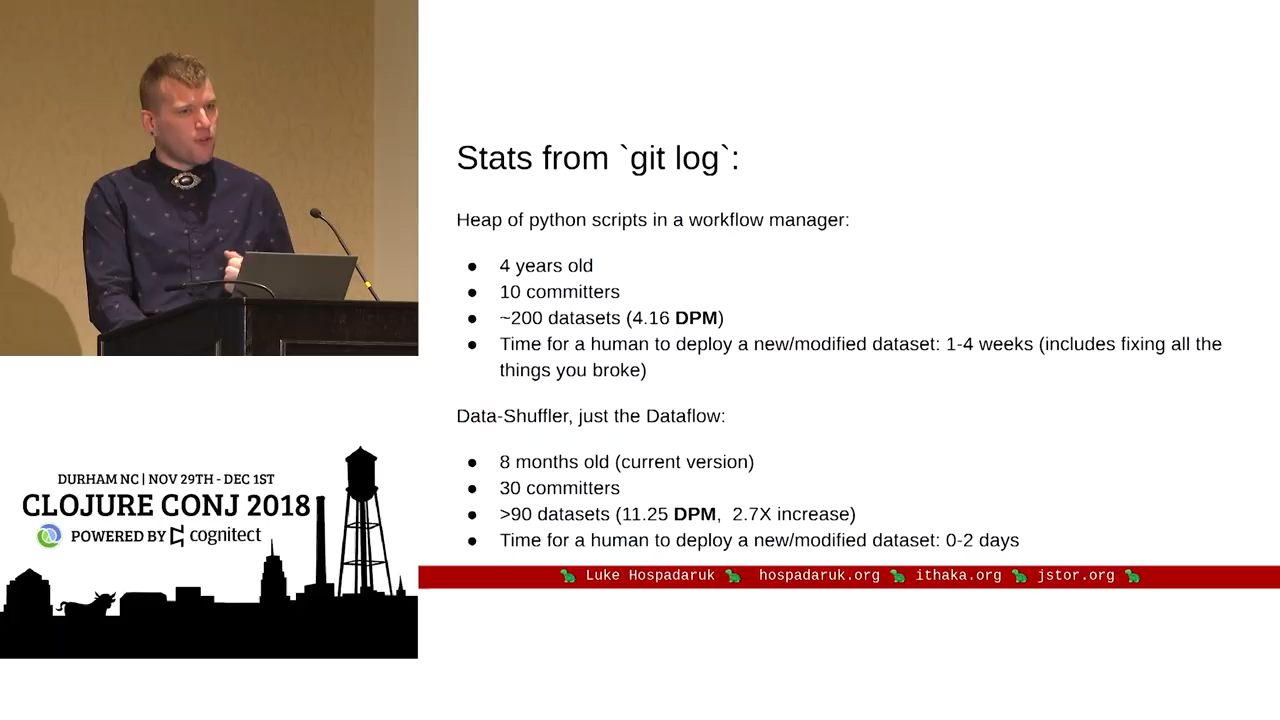 Stats from `git log`:
Heap of python scripts in a workflow manager:
● 4 years old
● 10 committers
● ~200 datasets (4.16 DPM)
● Time for a human to deploy a new/modified dataset: 1-4 weeks (includes fixing all the
things you broke)
Data-Shuffler, just the Dataflow:
● 8 months old (current version)
● 30 committers
● >90 datasets (11.25 DPM, 2.7X increase)
● Time for a human to deploy a new/modified dataset: 0-2 days
🦕 Luke Hospadaruk 🦕 hospadaruk.org 🦕 ithaka.org 🦕 jstor.org 🦕
DURHAM NC | NOV 29TH - DEC 1ST
CLOJURE CONJ 2018
POWERED BY cognitect